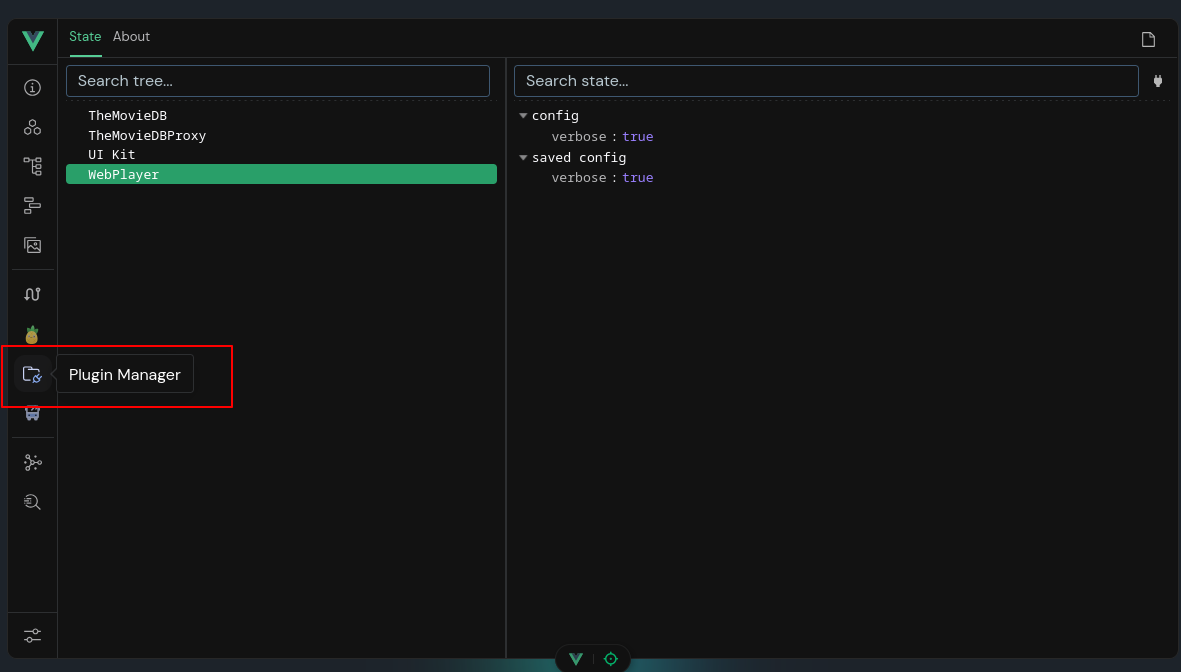 State About
Search tree...
Search state...
TheMovieDB
TheMovieDBProxy
UI Kit
WebPlayer
config
verbose : true
saved config
verbose : true
Plugin Manager